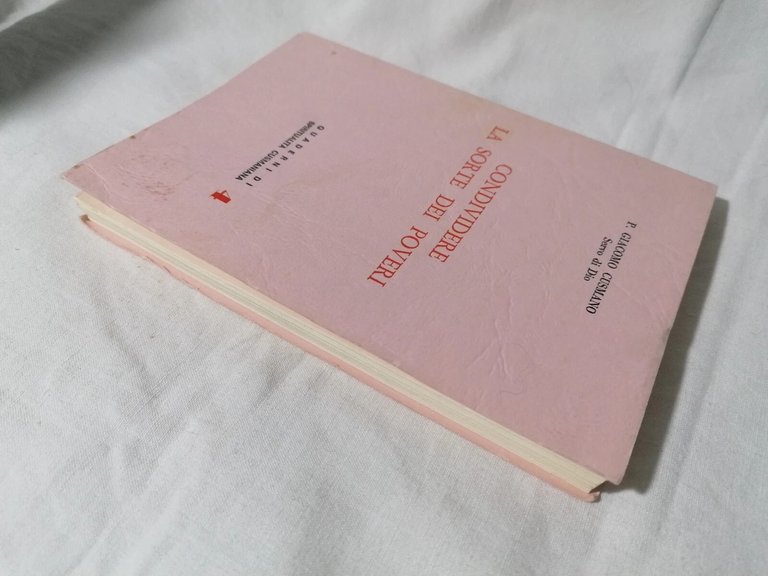 P. GIACOMO CUSMANO
Servo di Dio
CONDIVIDERE
LA SORTE DEI POVERI
QUADERNI DI
SPIRITUALITÀ CUSMANIANA
4